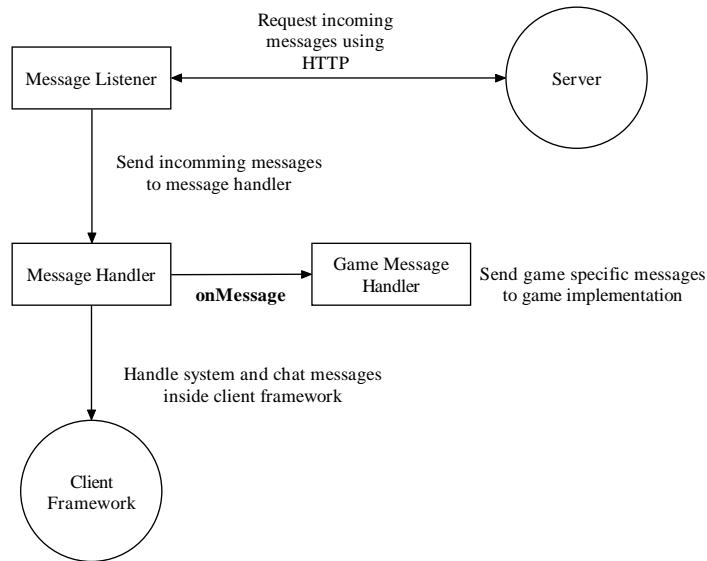 Request incoming
messages using
HTTP
Message Listener
Server
Send incomming messages
to message handler
Message Handler
onMessage
Game Message
Handler
Send game specific messages
to game implementation
Handle system and chat messages
inside client framework
Client
Framework